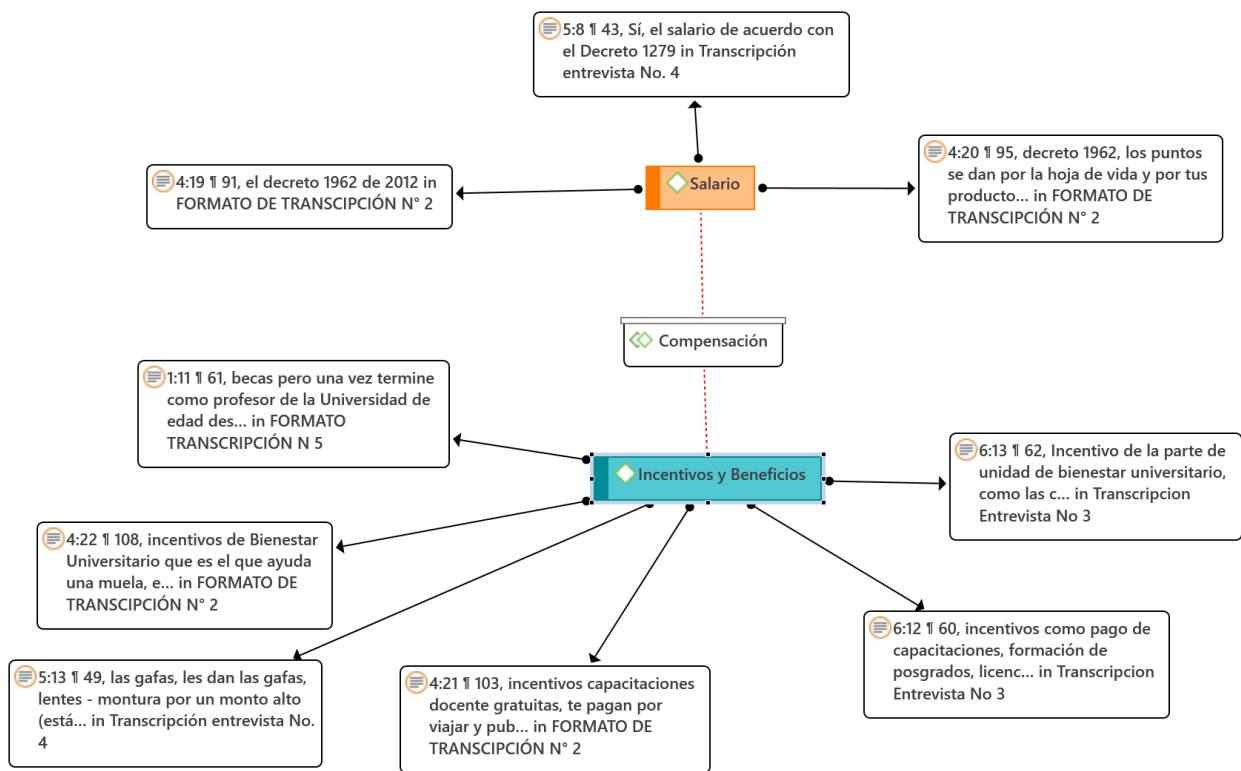 5:8 ¶ 43, Sí, el salario de acuerdo con
el Decreto 1279 in Transcripción
entrevista No. 4
4:19 ¶ 91, el decreto 1962 de 2012 in
FORMATO DE TRANSCIPCIÓN N° 2
Salario
4:20 ¶ 95, decreto 1962, los puntos
se dan por la hoja de vida y por tus
producto... in FORMATO DE
TRANSCIPCIÓN N° 2
Compensación
1:11 ¶ 61, becas pero una vez termine
como profesor de la Universidad de
edad des... in FORMATO
TRANSCRIPCIÓN N 5
Incentivos y Beneficios
6:13 ¶ 62, Incentivo de la parte de
unidad de bienestar universitario,
como las c... in Transcripcion
Entrevista No 3
4:22 ¶ 108, incentivos de Bienestar
Universitario que es el que ayuda
una muela, e... in FORMATO DE
TRANSCIPCIÓN N° 2
5:13 ¶ 49, las gafas, les dan las gafas,
lentes - montura por un monto alto
(está... in Transcripción entrevista No.
4
4:21 ¶ 103, incentivos capacitaciones
docente gratuitas, te pagan por
viajar y pub... in FORMATO DE
TRANSCIPCIÓN N° 2
6:12 ¶ 60, incentivos como pago de
capacitaciones, formación de
posgrados, licenc... in Transcripcion
Entrevista No 3